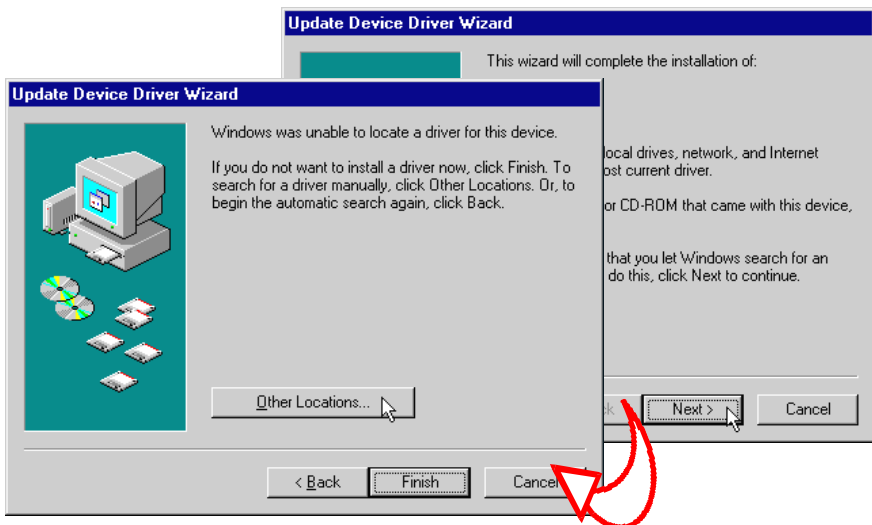 Update Device Driver Wizard
This wizard will complete the installation of:
local drives, network, and Internet
most current driver.
or CD-ROM that came with this device,
that you let Windows search for an
do this, click Next to continue.
Next >
Cancel
Update Device Driver Wizard
Windows was unable to locate a driver for this device.
If you do not want to install a driver now, click Finish. To
search for a driver manually, click Other Locations. Or, to
begin the automatic search again, click Back.
Other Locations...
< Back
Finish
Cancel